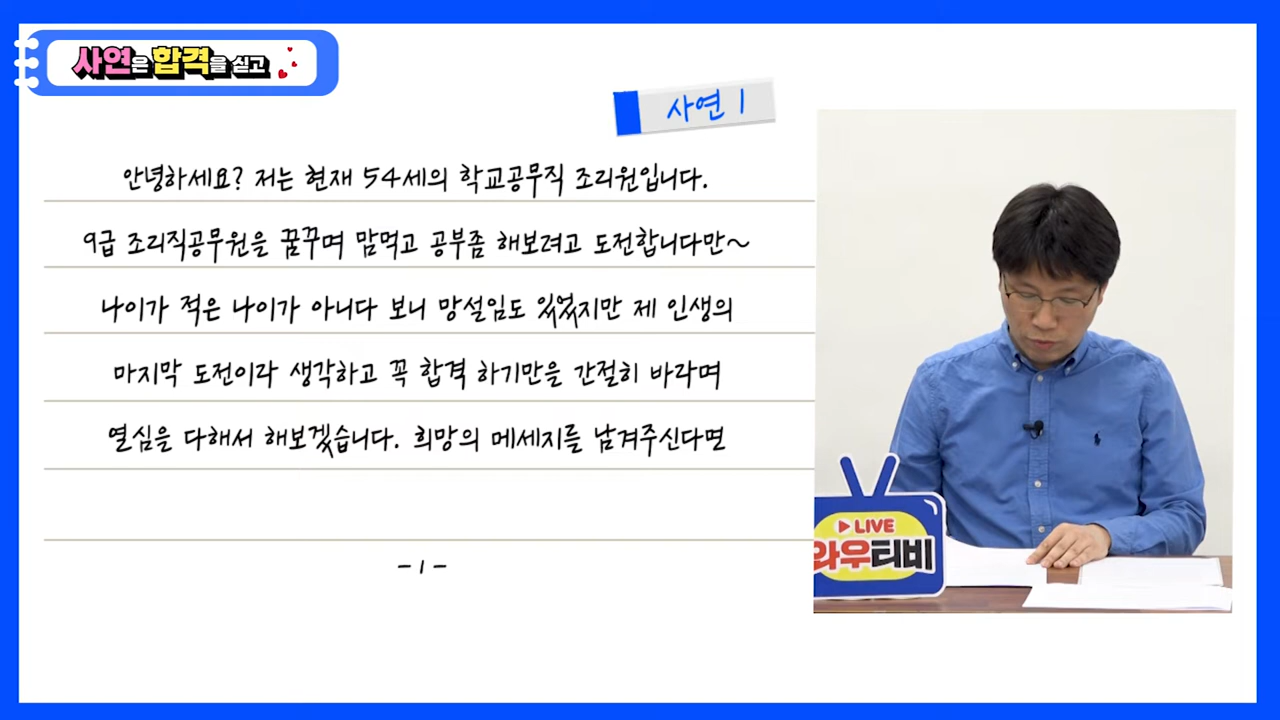 사연은 합격을 싣고
사연 1
안녕하세요? 저는 현재 54세의 학교공무직 조리원입니다.
9급 조리직공무원을 꿈꾸며 맘먹고 공부좀 해보려고 도전합니다만~
나이가 적은 나이가 아니다 보니 망설임도 있었지만 제 인생의
마지막 도전이라 생각하고 꼭 합격 하기만을 간절히 바라며
열심을 다해서 해보겠습니다. 희망의 메세지를 남겨주신다면
-1-
LIVE
와우티비